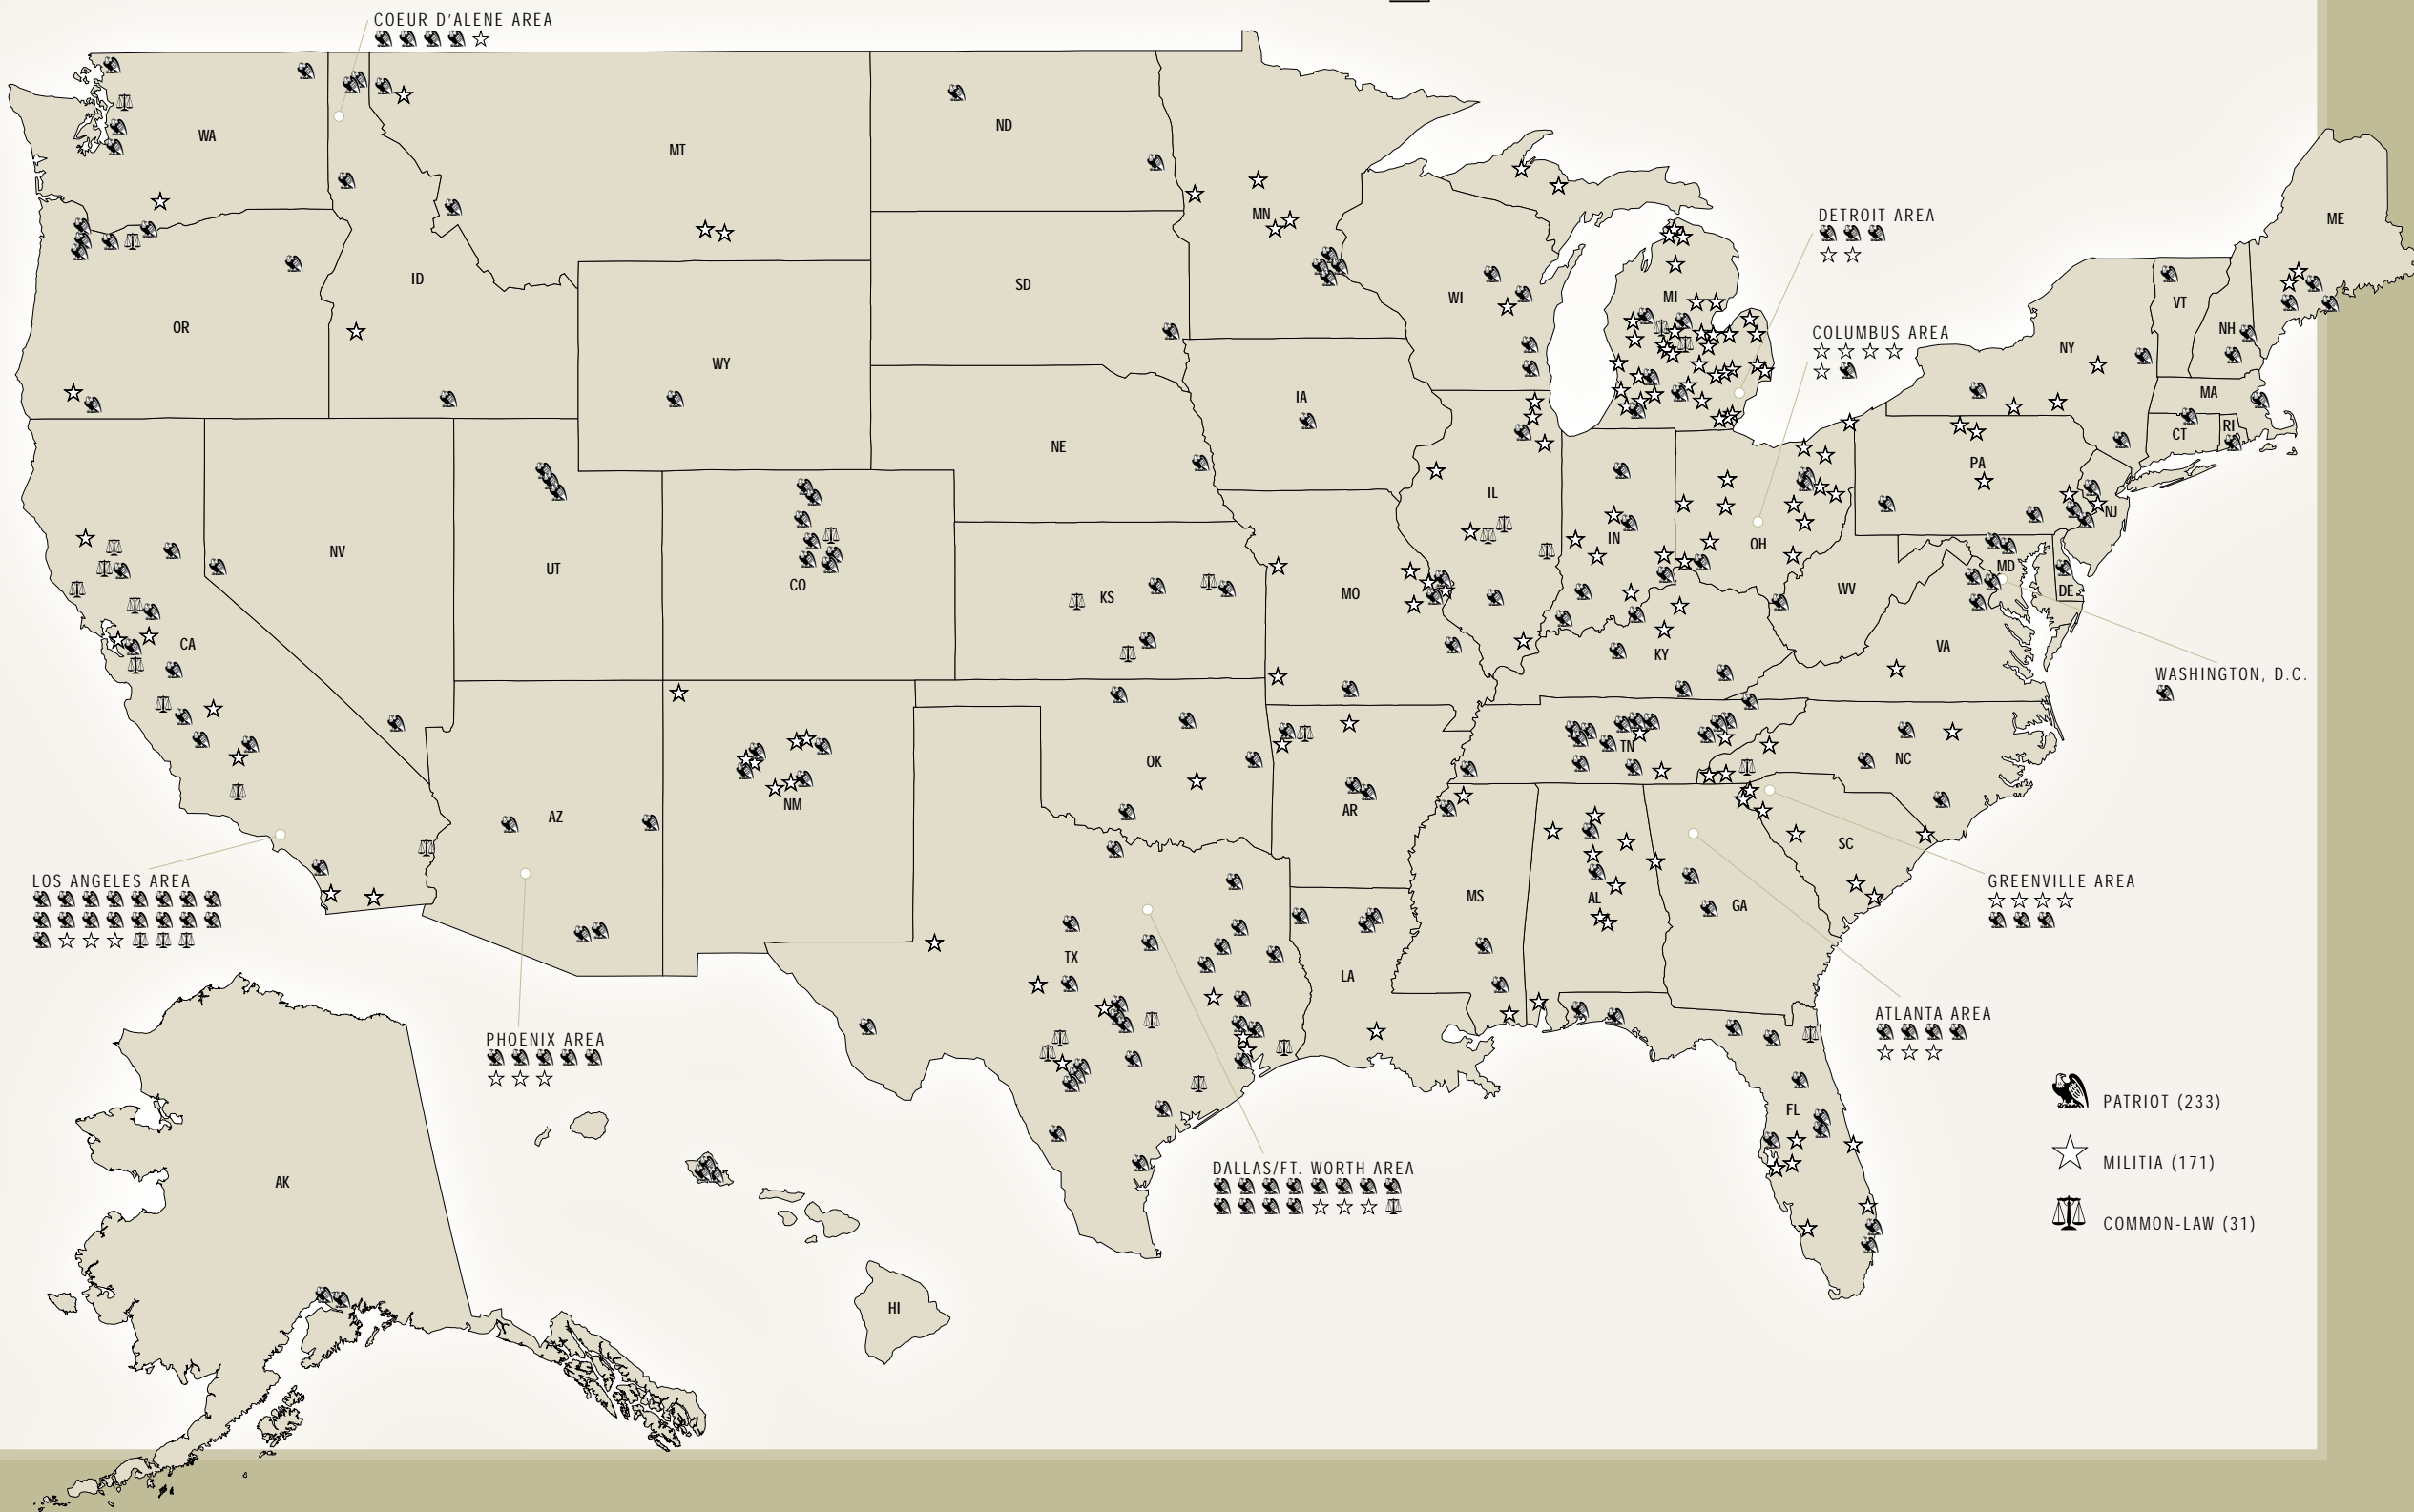 COEUR D'ALENE AREA
WA
MT
ND
MN
ME
DETROIT AREA
ID
SD
WI
MI
VT
NH
OR
COLUMBUS AREA
NY
WY
IA
MA
NE
RI
CT
PA
IL
NJ
NV
IN
OH
UT
CO
MD
KS
MO
WV
DE
CA
KY
VA
WASHINGTON, D.C.
TN
OK
NC
NM
AR
AZ
SC
LOS ANGELES AREA
GREENVILLE AREA
MS
AL
GA
TX
LA
ATLANTA AREA
PHOENIX AREA
PATRIOT (233)
FL
MILITIA (171)
DALLAS/FT. WORTH AREA
AK
COMMON-LAW (31)
HI